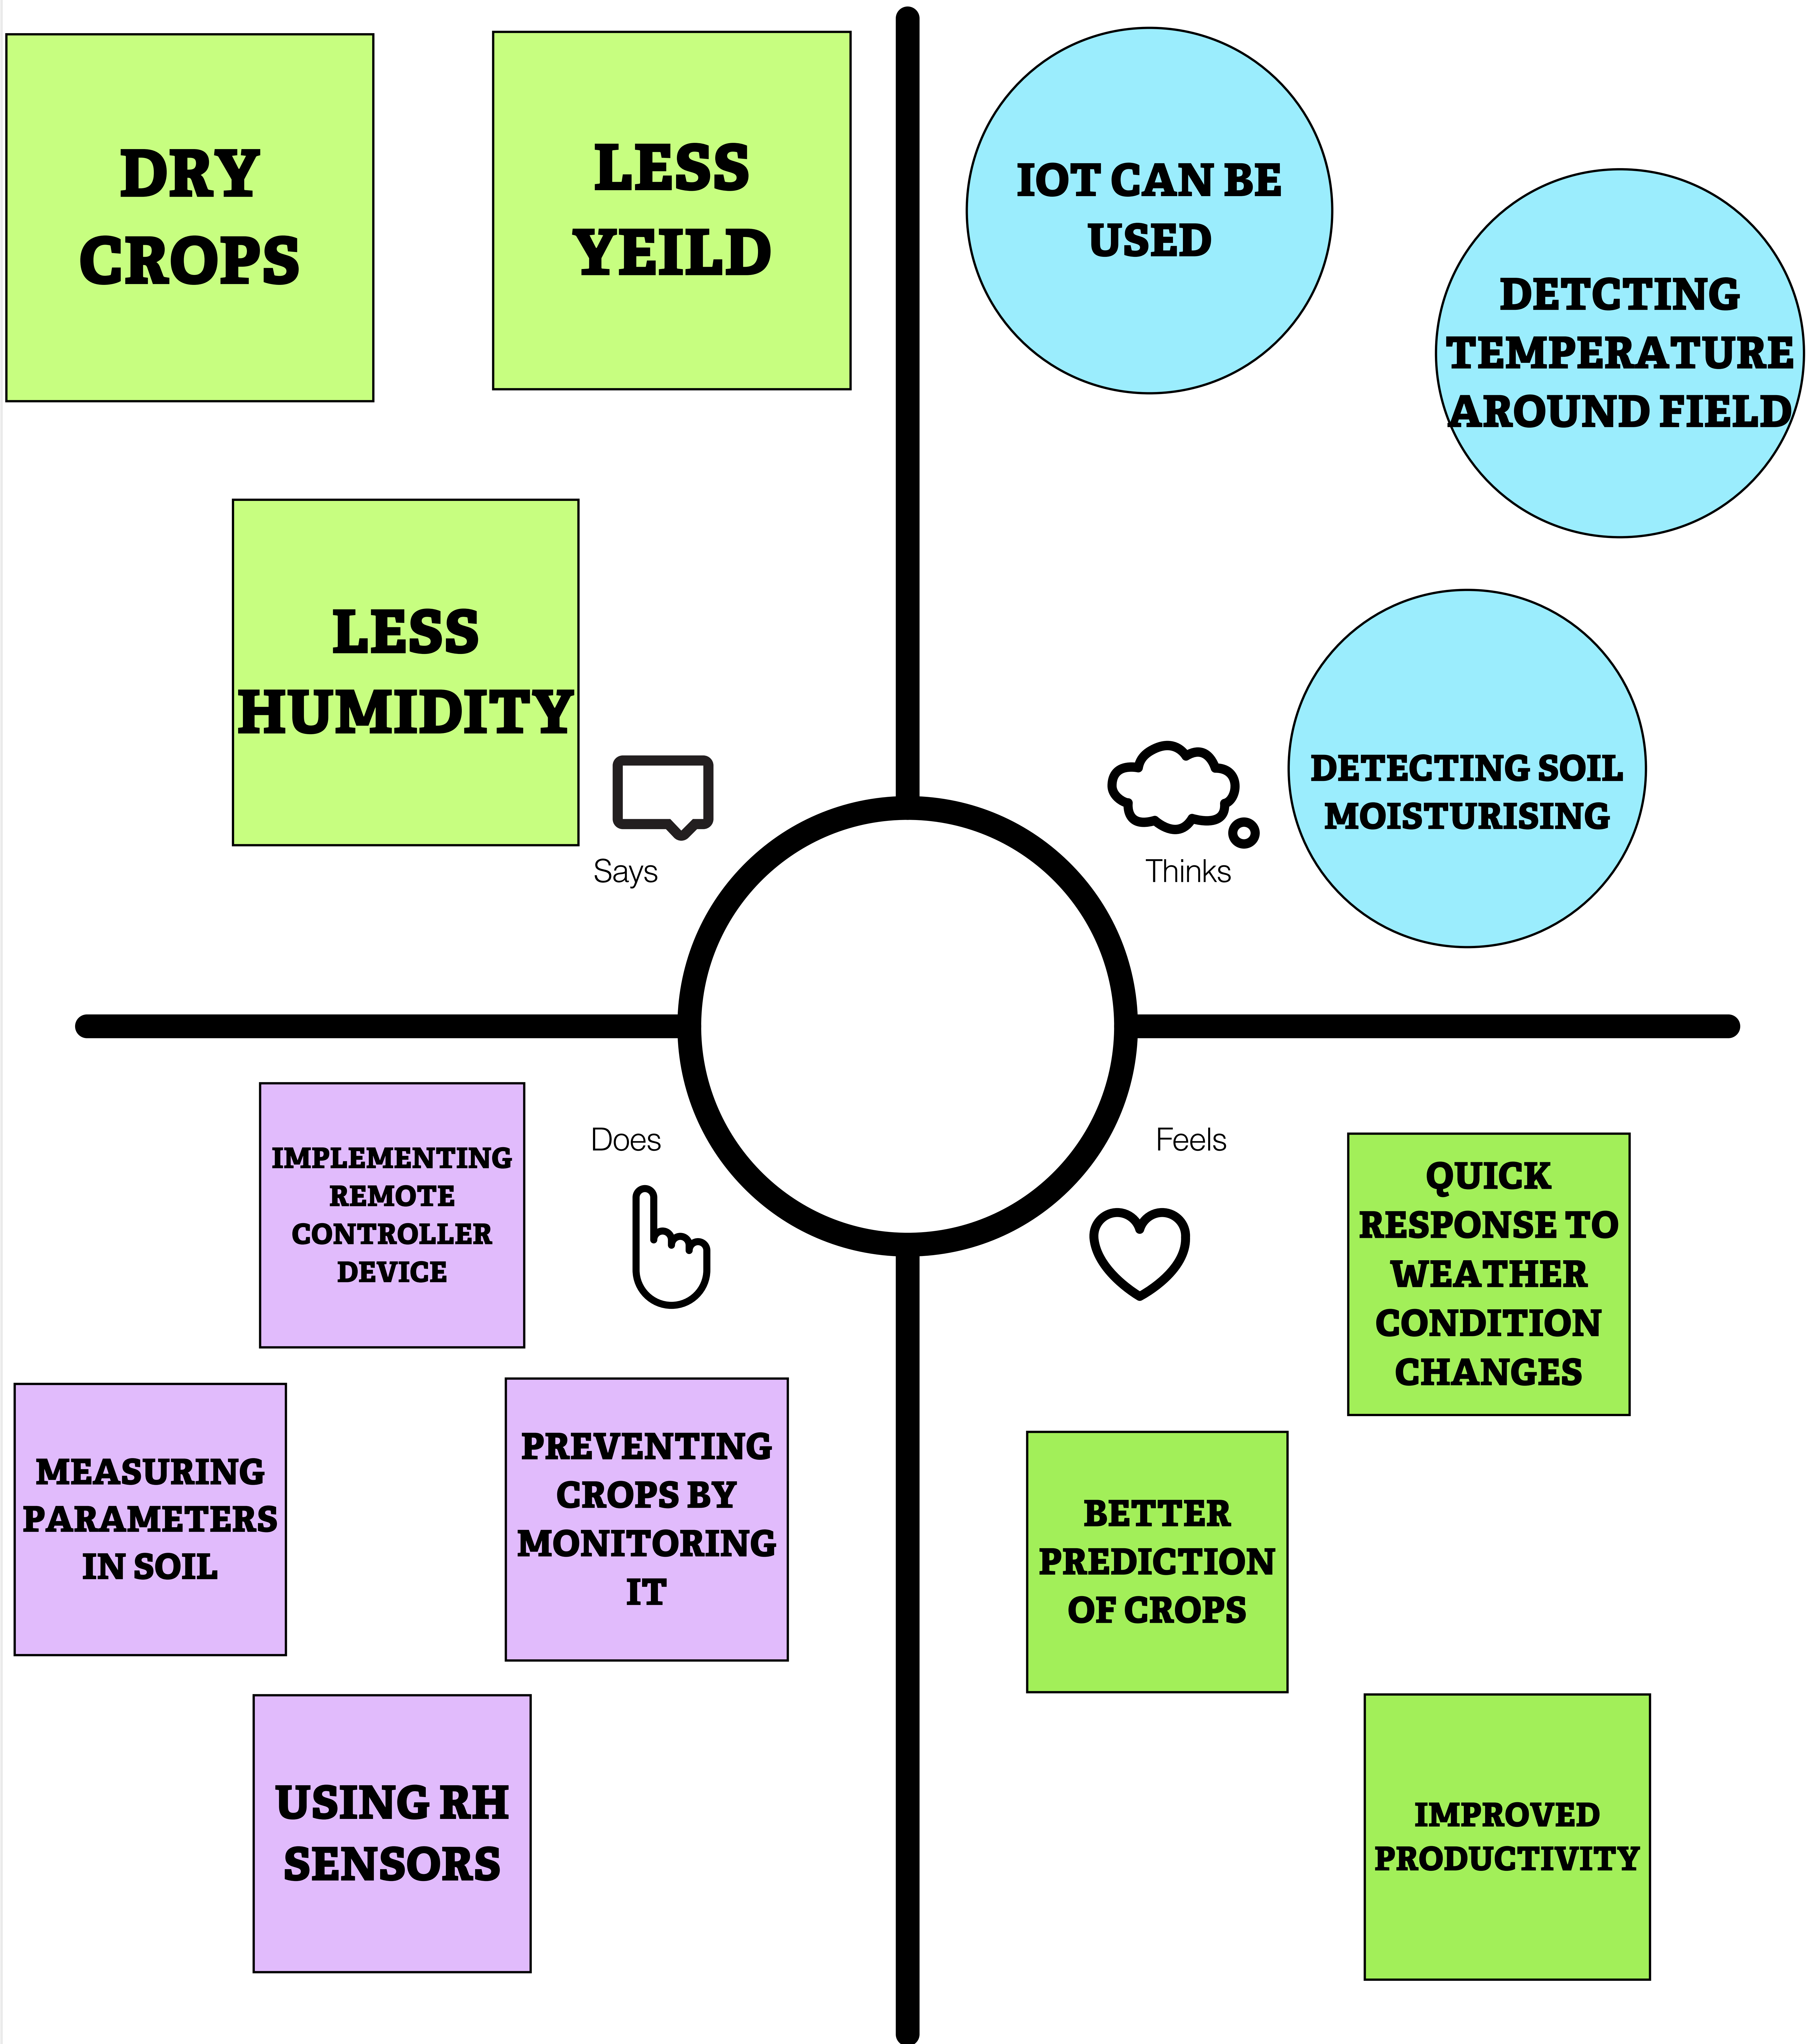 DRY
CROPS
LESS
YEILD
LESS
HUMIDITY
Says
IOT CAN BE
USED
DETCTING
TEMPERATURE
AROUND FIELD
DETECTING SOIL
MOISTURISING
Thinks
Does
IMPLEMENTING
REMOTE
CONTROLLER
DEVICE
MEASURING
PARAMETERS
IN SOIL
PREVENTING
CROPS BY
MONITORING
IT
USING RH
SENSORS
Feels
QUICK
RESPONSE TO
WEATHER
CONDITION
CHANGES
BETTER
PREDICTION
OF CROPS
IMPROVED
PRODUCTIVITY